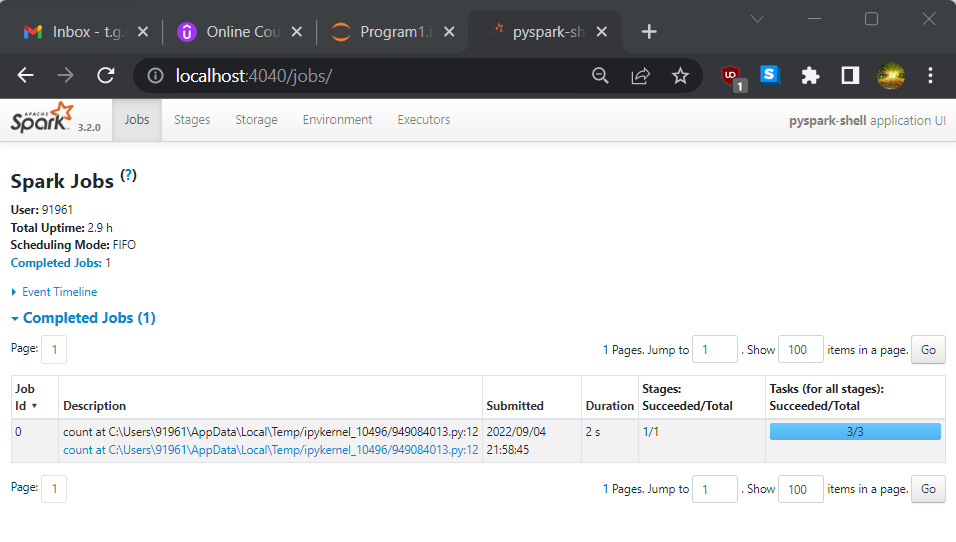 Inbox - t.g.
Online Cou
Program1.i
pyspark-sh
localhost:4040/jobs/
UO
1
S
APACHE
Spark 3.2.0
Jobs
Stages
Storage
Environment
Executors
pyspark-shell application UI
Spark Jobs (?)
User: 91961
Total Uptime: 2.9 h
Scheduling Mode: FIFO
Completed Jobs: 1
Event Timeline
Completed Jobs (1)
Page: 1
1 Pages. Jump to 1 . Show 100 items in a page. Go
Job Id
Description
Submitted
Duration
Stages: Succeeded/Total
Tasks (for all stages): Succeeded/Total
0
count at C:\Users\91961\AppData\Local\Temp/ipykernel_10496/949084013.py:12
count at C:\Users\91961\AppData\Local\Temp/ipykernel_10496/949084013.py:12
2022/09/04
21:58:45
2 s
1/1
3/3
Page: 1
1 Pages. Jump to 1 . Show 100 items in a page. Go